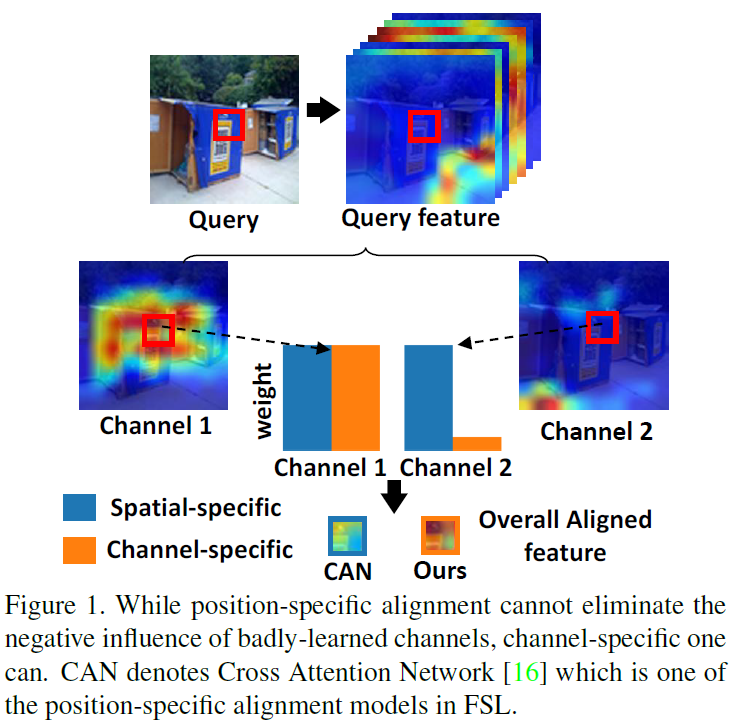 Query
Query feature
Channel 1
Channel 2
weight
Channel 1
Channel 2
Spatial-specific
Channel-specific
CAN
Ours
Overall Aligned
feature
Figure 1. While position-specific alignment cannot eliminate the
negative influence of badly-learned channels, channel-specific one
can. CAN denotes Cross Attention Network [16] which is one of
the position-specific alignment models in FSL.